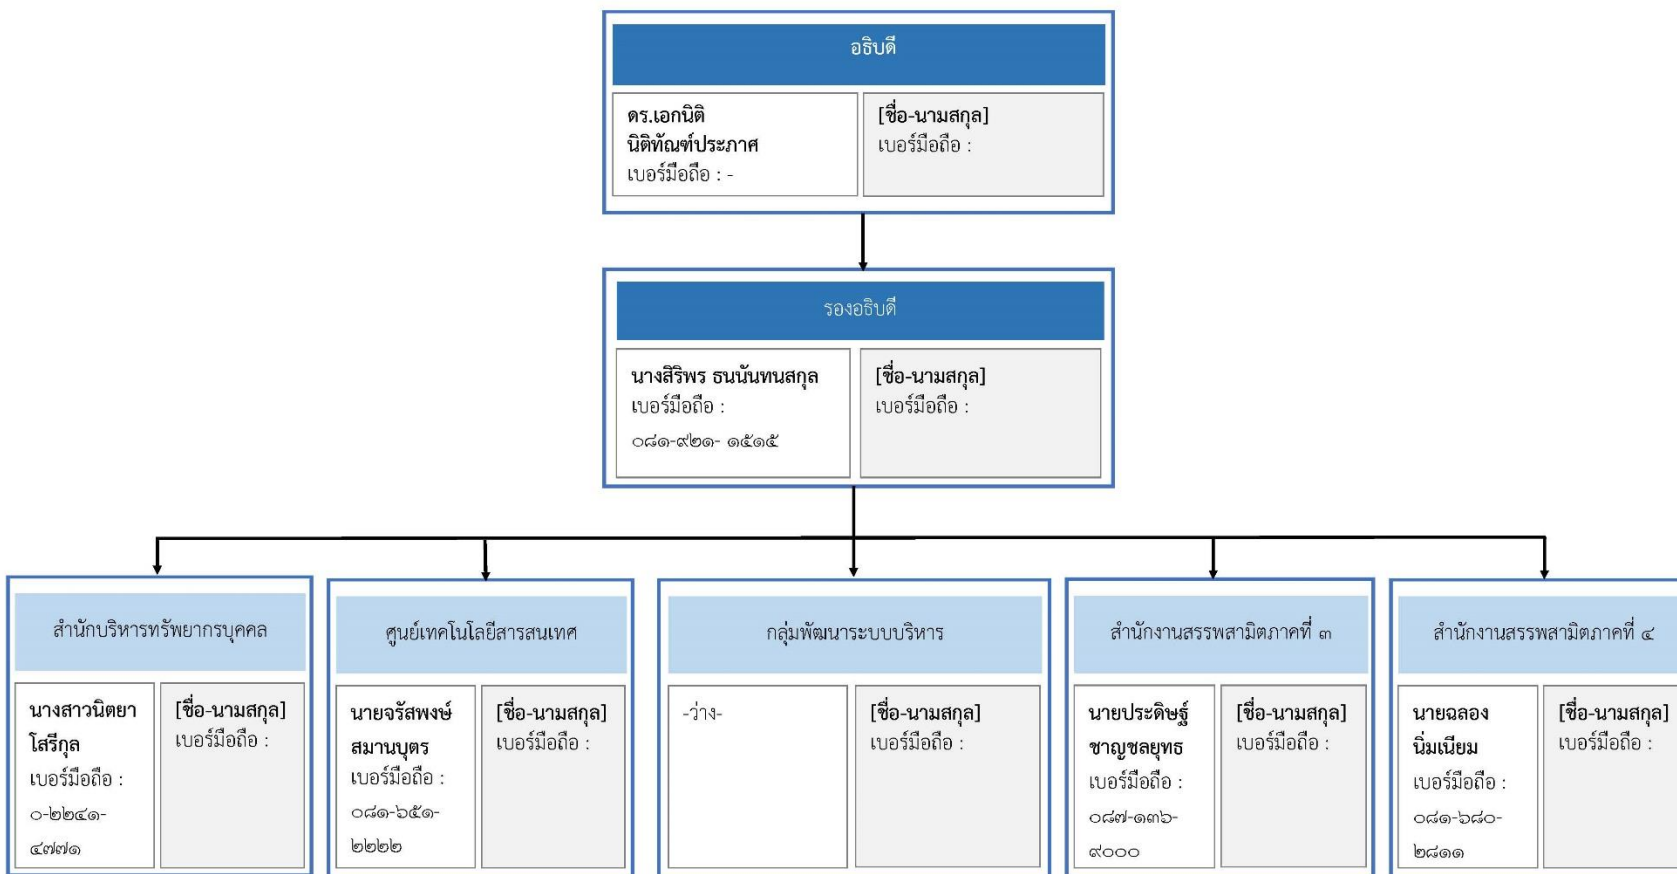 อธิบดี
ดร.เอกนิติ
นิติทัณฑ์ประภาศ
เบอร์มือถือ : -
[ชื่อ-นามสกุล]
เบอร์มือถือ :
รองอธิบดี
นางสิริพร ธนนันทนสกุล
เบอร์มือถือ :
๐๘๑-๙๒๑- ๑๕๑๕
[ชื่อ-นามสกุล]
เบอร์มือถือ :
สำนักบริหารทรัพยากรบุคคล
นางสาวนิตยา
โสรีกุล
เบอร์มือถือ :
๐-๒๒๔๑-
๔๗๗๑
[ชื่อ-นามสกุล]
เบอร์มือถือ :
ศูนย์เทคโนโลยีสารสนเทศ
นายจรัสพงษ์
สมานบุตร
เบอร์มือถือ :
๐๘๑-๖๕๑-
๒๒๒๒
[ชื่อ-นามสกุล]
เบอร์มือถือ :
กลุ่มพัฒนาระบบบริหาร
-ว่าง-
[ชื่อ-นามสกุล]
เบอร์มือถือ :
สำนักงานสรรพสามิตภาคที่ ๓
นายประดิษฐ์
ชาญชลยุทธ
เบอร์มือถือ :
๐๘๗-๑๓๖-
๙๐๐๐
[ชื่อ-นามสกุล]
เบอร์มือถือ :
สำนักงานสรรพสามิตภาคที่ ๔
นายฉลอง
นิ่มเนียม
เบอร์มือถือ :
๐๘๑-๖๘๐-
๒๘๑๑
[ชื่อ-นามสกุล]
เบอร์มือถือ :